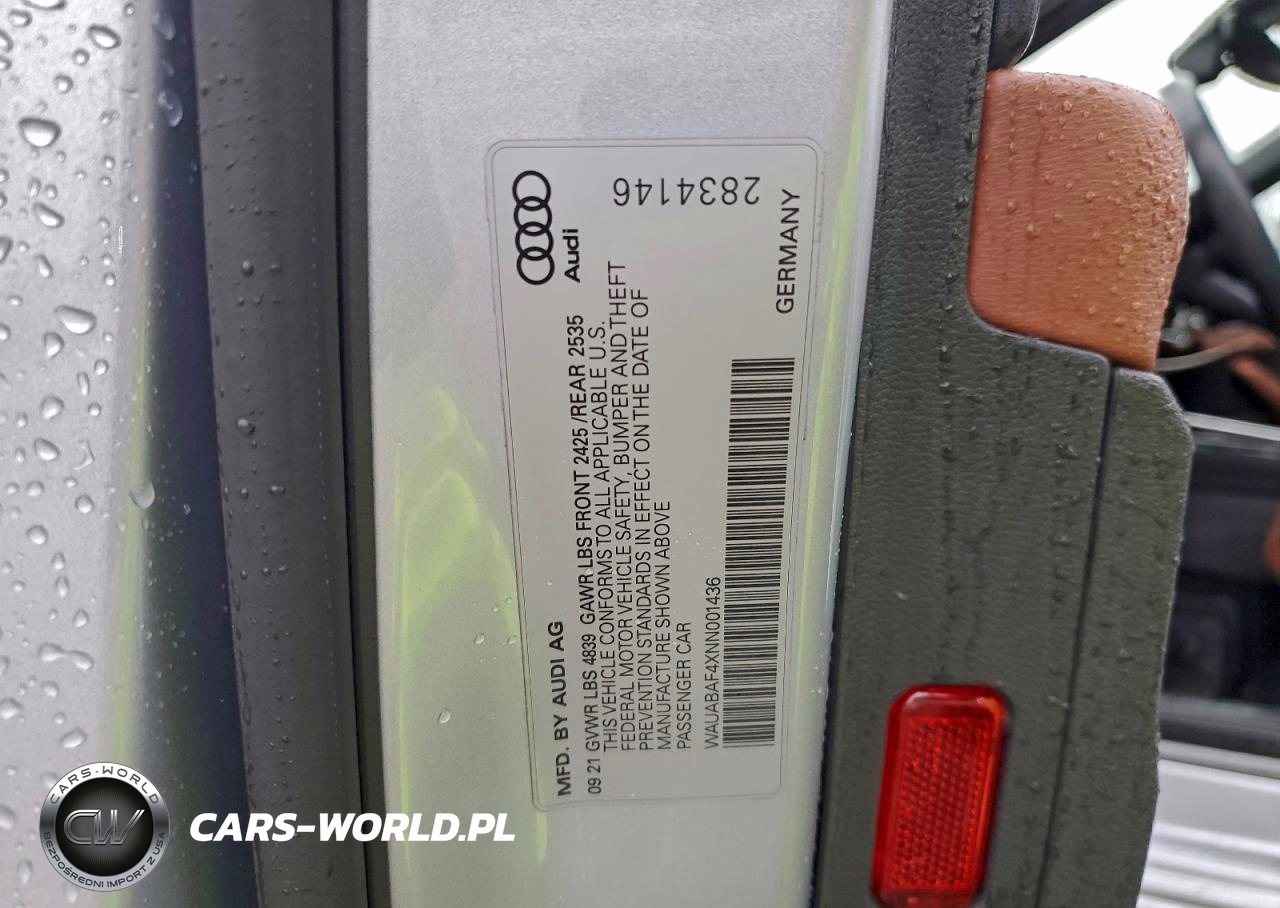 Audi
2834146
MFD. BY AUDI AG
09 21 GVWR LBS 4839 GAWR LBS FRONT 2425 /REAR 2535
THIS VEHICLE CONFORMS TO ALL APPLICABLE U.S.
FEDERAL MOTOR VEHICLE SAFETY, BUMPER AND THEFT
PREVENTION STANDARDS IN EFFECT ON THE DATE OF
MANUFACTURE SHOWN ABOVE
PASSENGER CAR
WAUABAF4XNN001436
GERMANY
CARS-WORLD
CW
BEZPOŚREDNI IMPORT Z USA
CARS-WORLD.PL